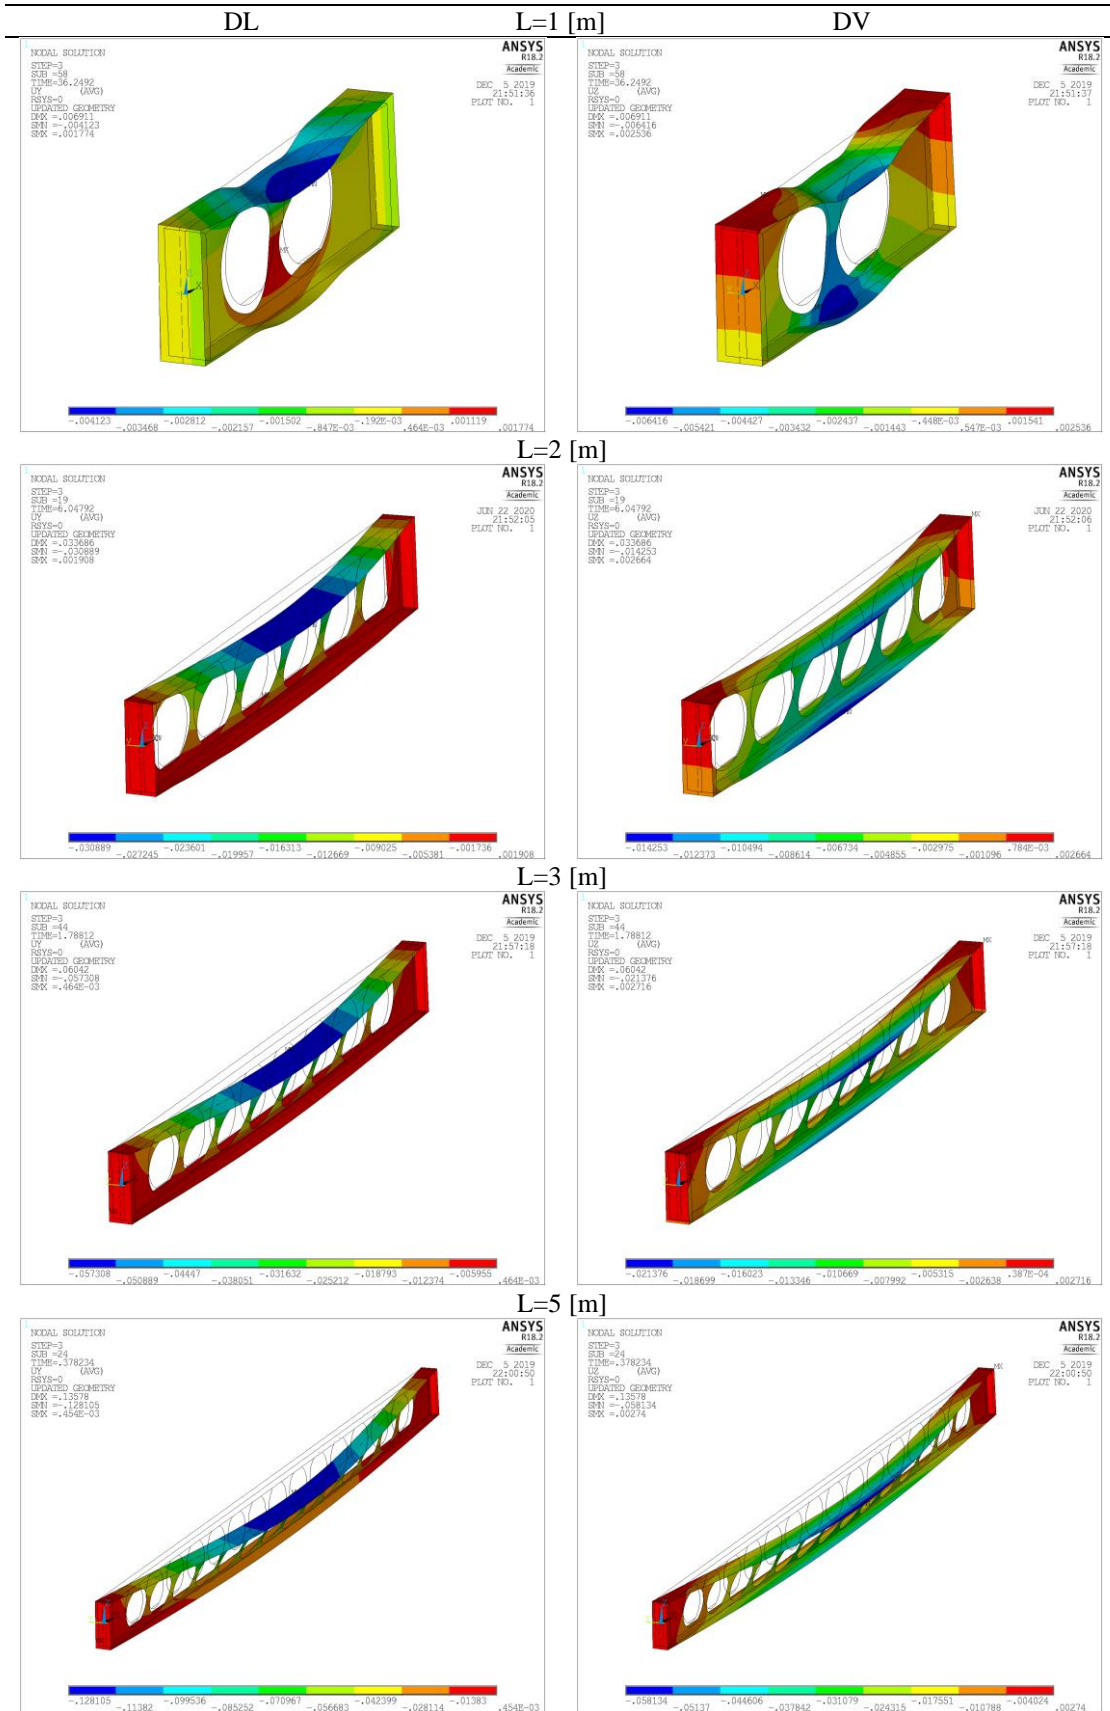 DL L=1 [m] DV
1
NODAL SOLUTION
STEP=3
SUB =58
TIME=36.2492
UY (AVG)
RSYS=0
UPDATED GEOMETRY
DMX =.006911
SMN =-.004123
SMX =.001774
ANSYS
R18.2
Academic
DEC 5 2019
21:51:36
PLOT NO. 1
MX
Z
X
-.004123 -.002812 -.001502 -.192E-03 .001119
-.003468 -.002157 -.847E-03 .464E-03 .001774
1
NODAL SOLUTION
STEP=3
SUB =58
TIME=36.2492
UZ (AVG)
RSYS=0
UPDATED GEOMETRY
DMX =.006911
SMN =-.006416
SMX =.002536
ANSYS
R18.2
Academic
DEC 5 2019
21:51:37
PLOT NO. 1
Z
X
-.006416 -.004427 -.002437 -.448E-03 .001541
-.005421 -.003432 -.001443 .547E-03 .002536
L=2 [m]
1
NODAL SOLUTION
STEP=3
SUB =19
TIME=6.04792
UY (AVG)
RSYS=0
UPDATED GEOMETRY
DMX =.033686
SMN =-.030889
SMX =.001908
ANSYS
R18.2
Academic
JUN 22 2020
21:52:05
PLOT NO. 1
Y
-.030889 -.023601 -.016313 -.009025 -.001736
-.027245 -.019957 -.012669 -.005381 .001908
1
NODAL SOLUTION
STEP=3
SUB =19
TIME=6.04792
UZ (AVG)
RSYS=0
UPDATED GEOMETRY
DMX =.033686
SMN =-.014253
SMX =.002664
ANSYS
R18.2
Academic
JUN 22 2020
21:52:06
PLOT NO. 1
MX
Y
-.014253 -.010494 -.006734 -.002975 .784E-03
-.012373 -.008614 -.004855 -.001096 .002664
L=3 [m]
1
NODAL SOLUTION
STEP=3
SUB =44
TIME=1.78812
UY (AVG)
RSYS=0
UPDATED GEOMETRY
DMX =.06042
SMN =-.057308
SMX =.464E-03
ANSYS
R18.2
Academic
DEC 5 2019
21:57:18
PLOT NO. 1
-.057308 -.04447 -.031632 -.018793 -.005955
-.050889 -.038051 -.025212 -.012374 .464E-03
1
NODAL SOLUTION
STEP=3
SUB =44
TIME=1.78812
UZ (AVG)
RSYS=0
UPDATED GEOMETRY
DMX =.06042
SMN =-.021376
SMX =.002716
ANSYS
R18.2
Academic
DEC 5 2019
21:57:18
PLOT NO. 1
MX
-.021376 -.016023 -.010669 -.005315 .387E-04
-.018699 -.013346 -.007992 -.002638 .002716
L=5 [m]
1
NODAL SOLUTION
STEP=3
SUB =24
TIME=.378234
UY (AVG)
RSYS=0
UPDATED GEOMETRY
DMX =.13578
SMN =-.128105
SMX =.454E-03
ANSYS
R18.2
Academic
DEC 5 2019
22:00:50
PLOT NO. 1
-.128105 -.099536 -.070967 -.042399 -.01383
-.11382 -.085252 -.056683 -.028114 .454E-03
1
NODAL SOLUTION
STEP=3
SUB =24
TIME=.378234
UZ (AVG)
RSYS=0
UPDATED GEOMETRY
DMX =.13578
SMN =-.058134
SMX =.00274
ANSYS
R18.2
Academic
DEC 5 2019
22:00:50
PLOT NO. 1
MX
-.058134 -.044606 -.031079 -.017551 -.004024
-.05137 -.037842 -.024315 -.010788 .00274